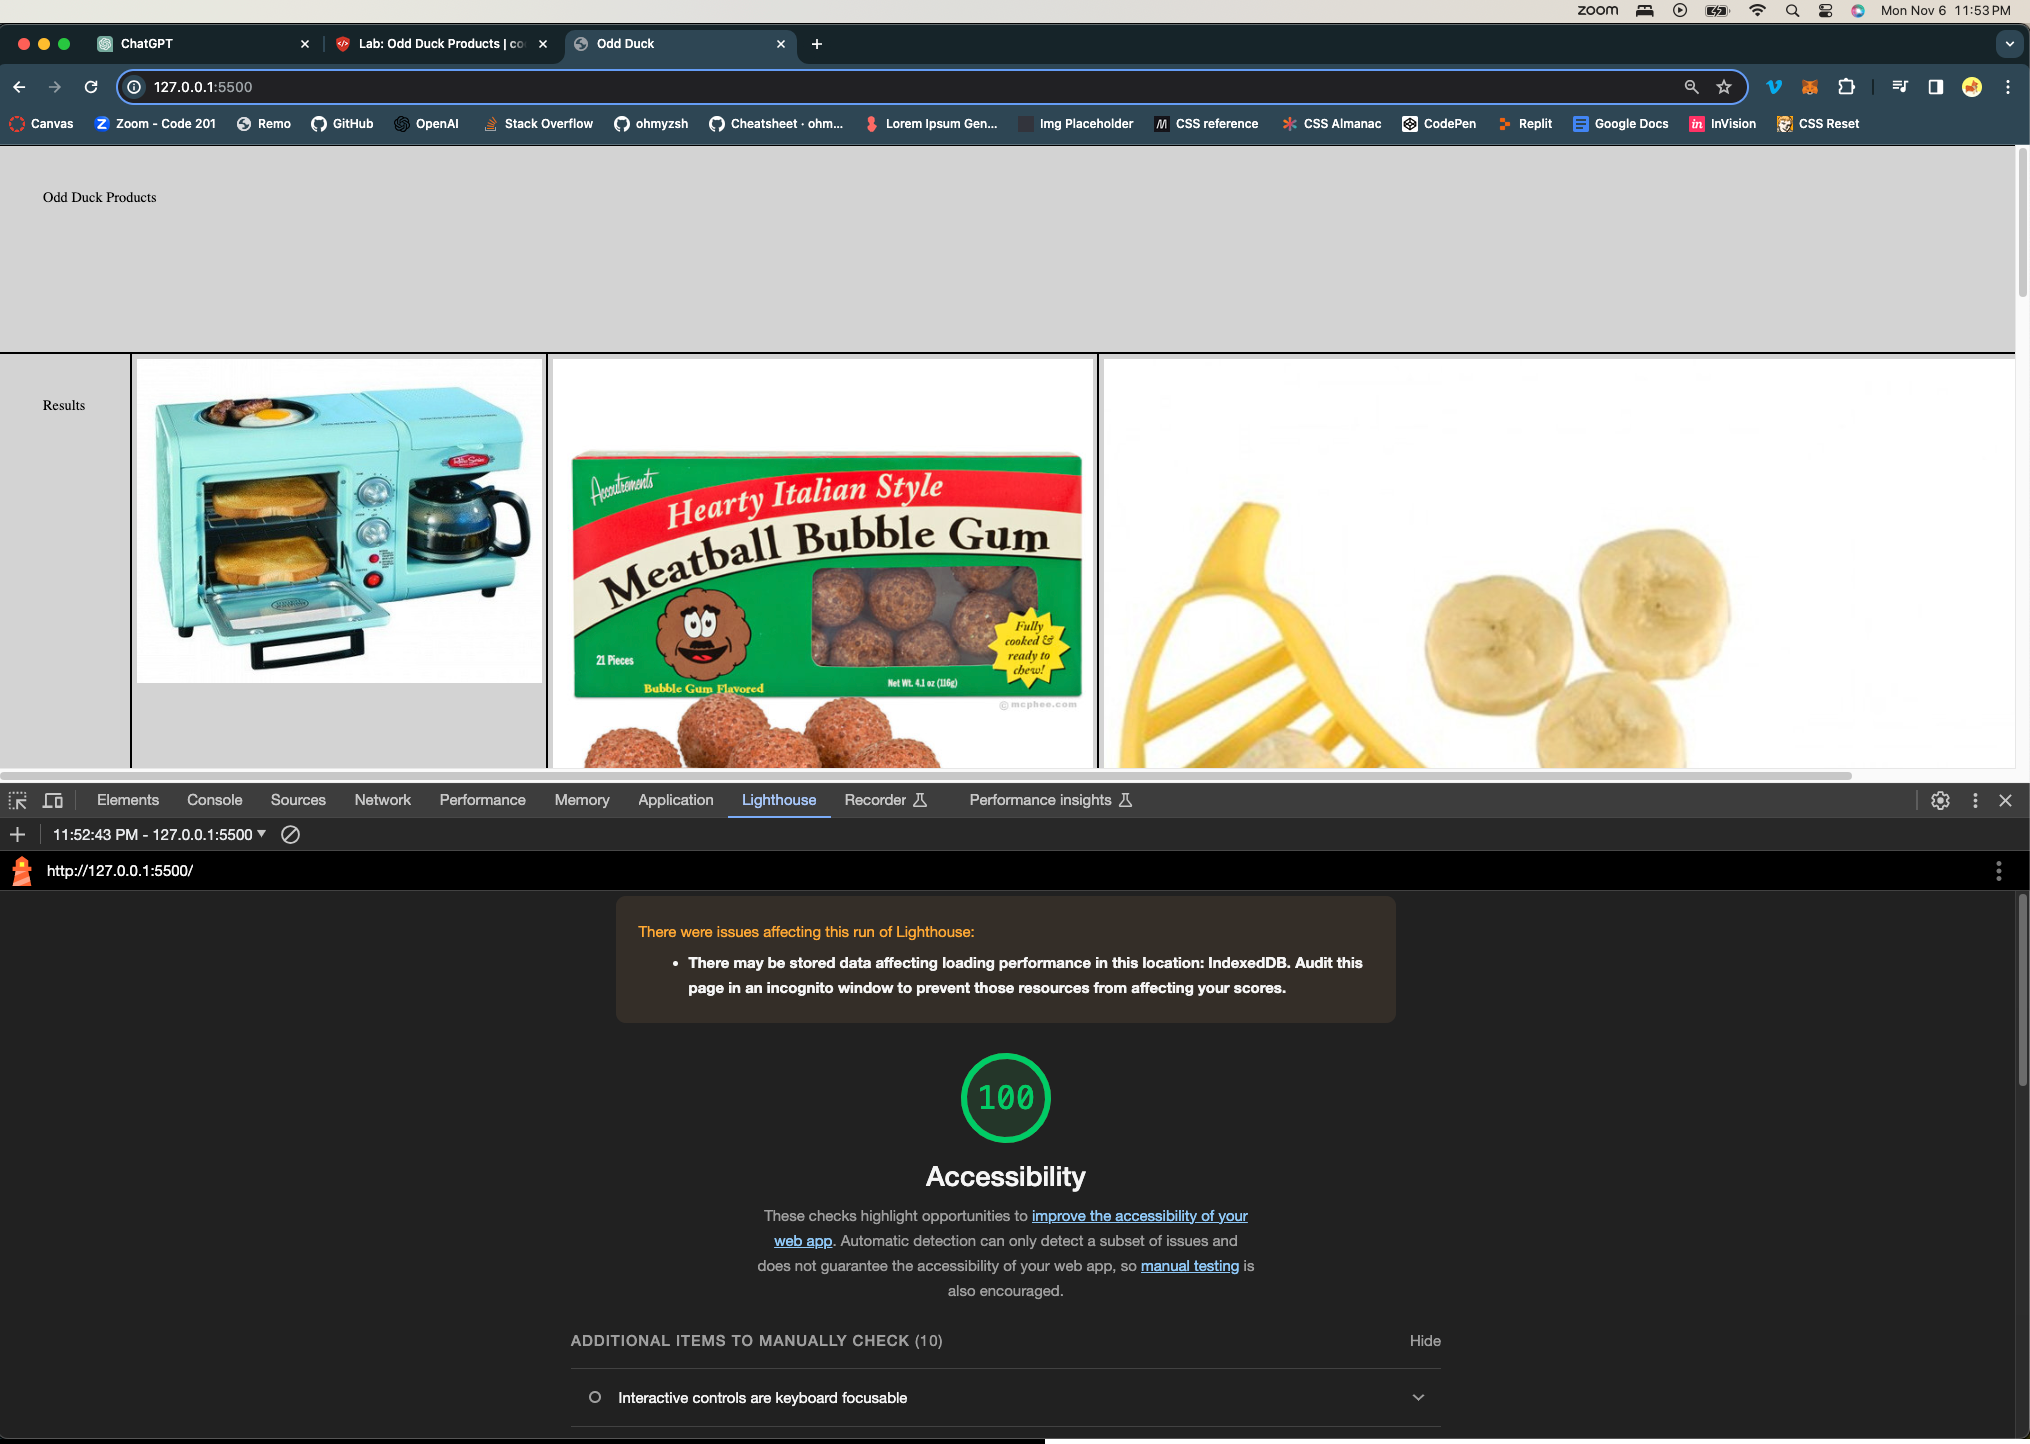 zoom
Mon Nov 6 11:53 PM
ChatGPT
Lab: Odd Duck Products | co
Odd Duck
127.0.0.1:5500
Canvas
Zoom - Code 201
Remo
GitHub
OpenAI
Stack Overflow
ohmyzsh
Cheatsheet · ohm...
Lorem Ipsum Gen...
Img Placeholder
CSS reference
CSS Almanac
CodePen
Replit
Google Docs
InVision
CSS Reset
Odd Duck Products
Results
Accoutrements
Hearty Italian Style
Meatball Bubble Gum
Fully
cooked &
ready to
chew!
21 Pieces
Bubble Gum Flavored
Net Wt. 4.1 oz (116g)
© mcphee.com
Elements
Console
Sources
Network
Performance
Memory
Application
Lighthouse
Recorder
Performance insights
11:52:43 PM - 127.0.0.1:5500
http://127.0.0.1:5500/
There were issues affecting this run of Lighthouse:
• There may be stored data affecting loading performance in this location: IndexedDB. Audit this
page in an incognito window to prevent those resources from affecting your scores.
100
Accessibility
These checks highlight opportunities to improve the accessibility of your
web app. Automatic detection can only detect a subset of issues and
does not guarantee the accessibility of your web app, so manual testing is
also encouraged.
ADDITIONAL ITEMS TO MANUALLY CHECK (10)
Hide
Interactive controls are keyboard focusable